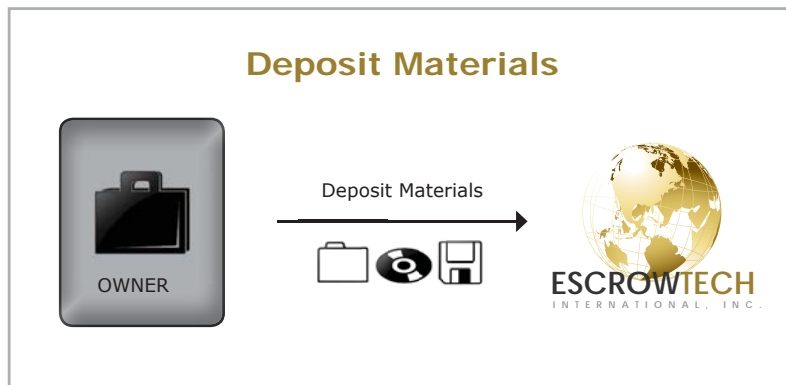 Deposit Materials
Deposit Materials
OWNER
ESCROWTECH
INTERNATIONAL, INC.